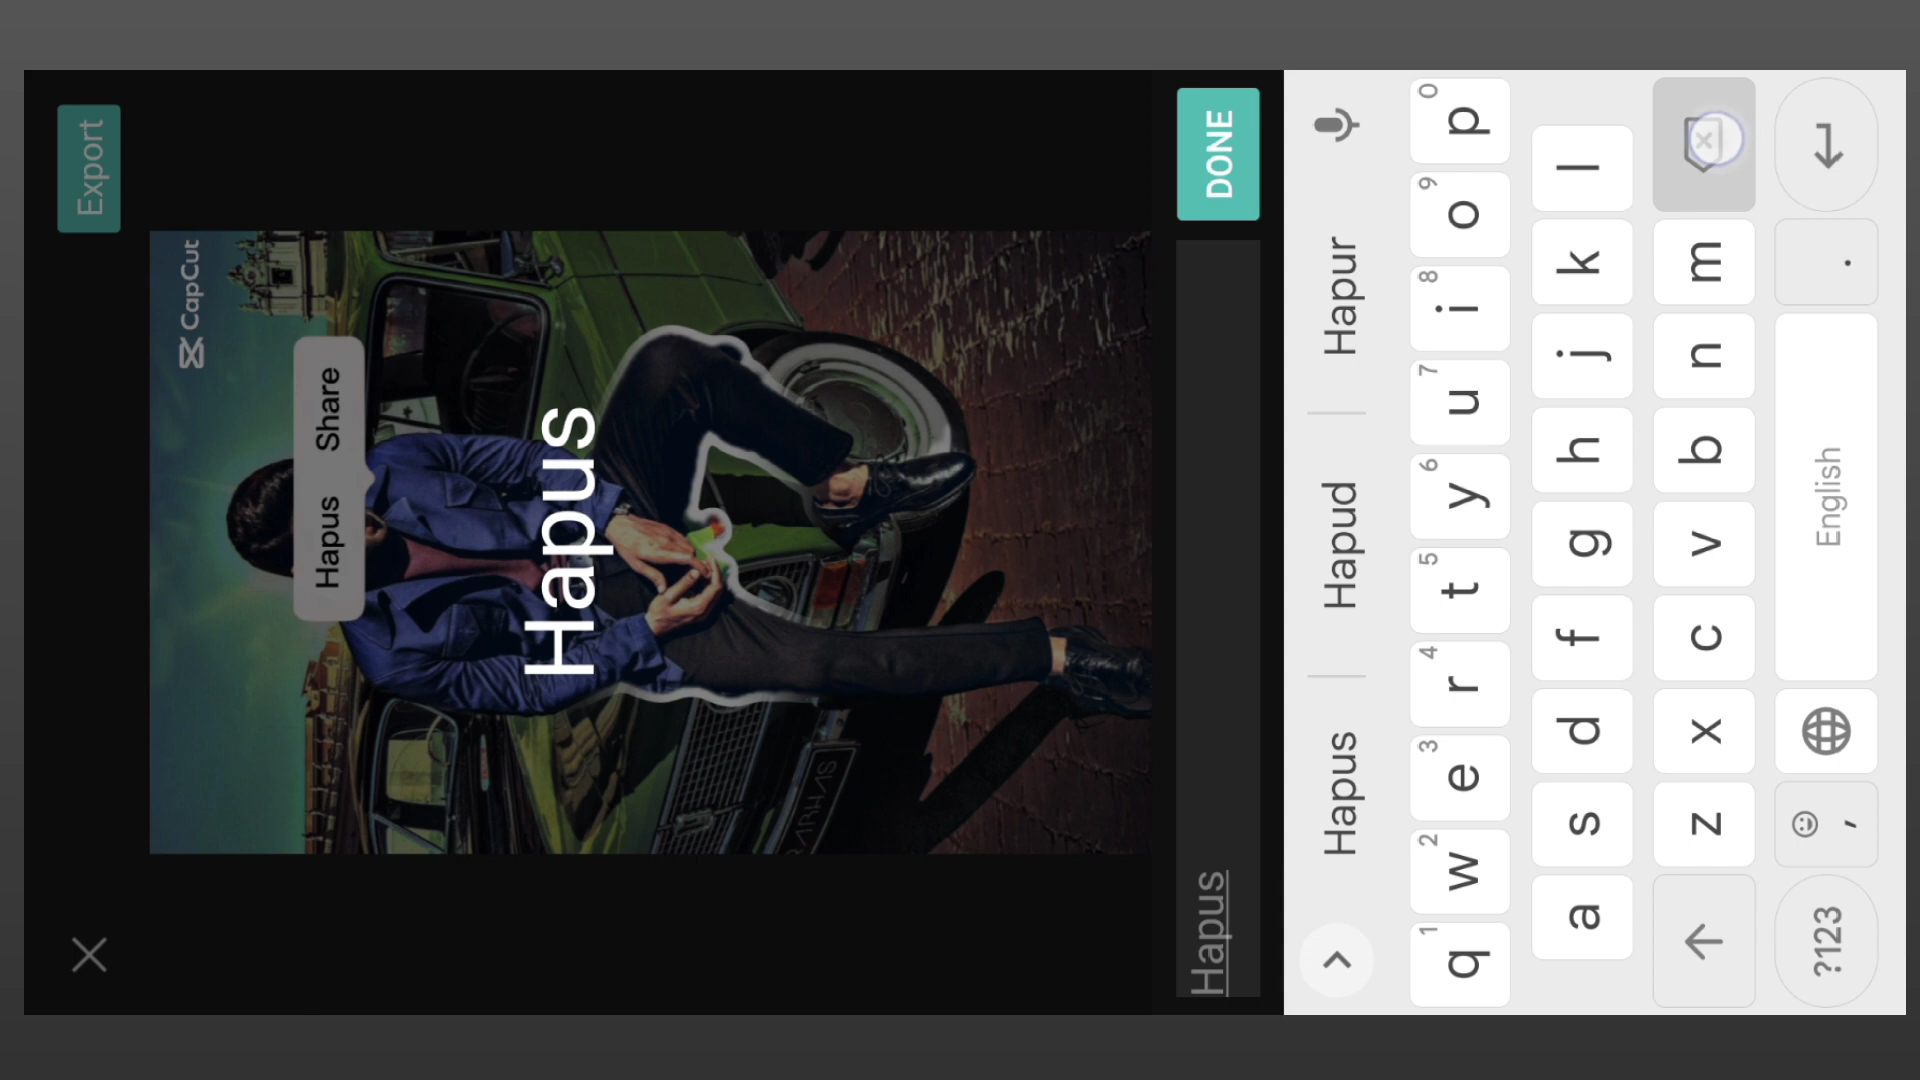 Export
CapCut
Hapus Share
Hapus
Hapus
DONE
Hapus Hapud Hapur
q 1 w 2 e 3 r 4 t 5 y 6 u 7 i 8 o 9 p 0
a s d f g h j k l
z x c v b n m
?123 , English .